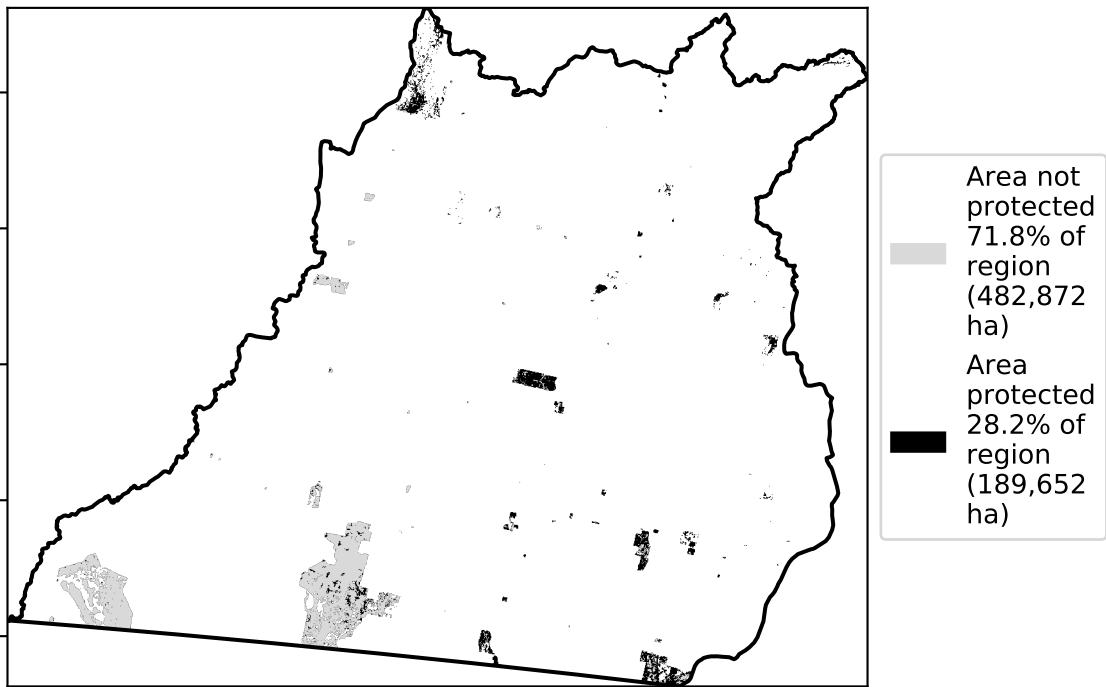 Area not
protected
71.8% of
region
(482,872
ha)
Area
protected
28.2% of
region
(189,652
ha)